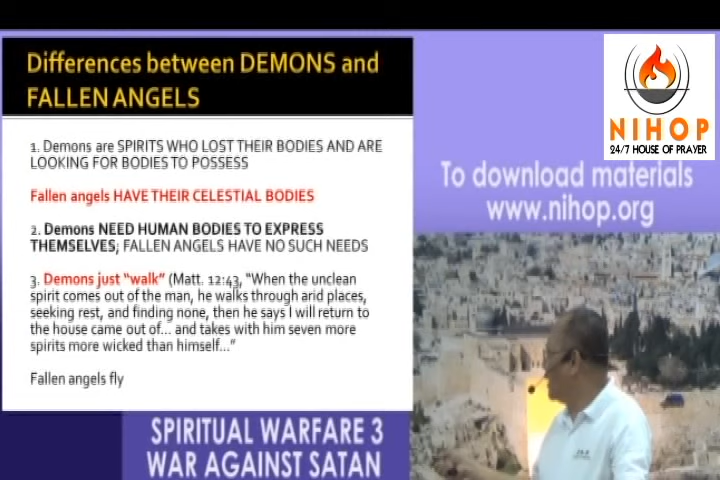 Differences between DEMONS and
FALLEN ANGELS
1. Demons are SPIRITS WHO LOST THEIR BODIES AND ARE
LOOKING FOR BODIES TO POSSESS
Fallen angels HAVE THEIR CELESTIAL BODIES
2. Demons NEED HUMAN BODIES TO EXPRESS
THEMSELVES; FALLEN ANGELS HAVE NO SUCH NEEDS
3. Demons just “walk” (Matt. 12:43, “When the unclean
spirit comes out of the man, he walks through arid places,
seeking rest, and finding none, then he says I will return to
the house came out of... and takes with him seven more
spirits more wicked than himself...”
Fallen angels fly
NIHOP
24/7 HOUSE OF PRAYER
To download materials
www.nihop.org
SPIRITUAL WARFARE 3
WAR AGAINST SATAN